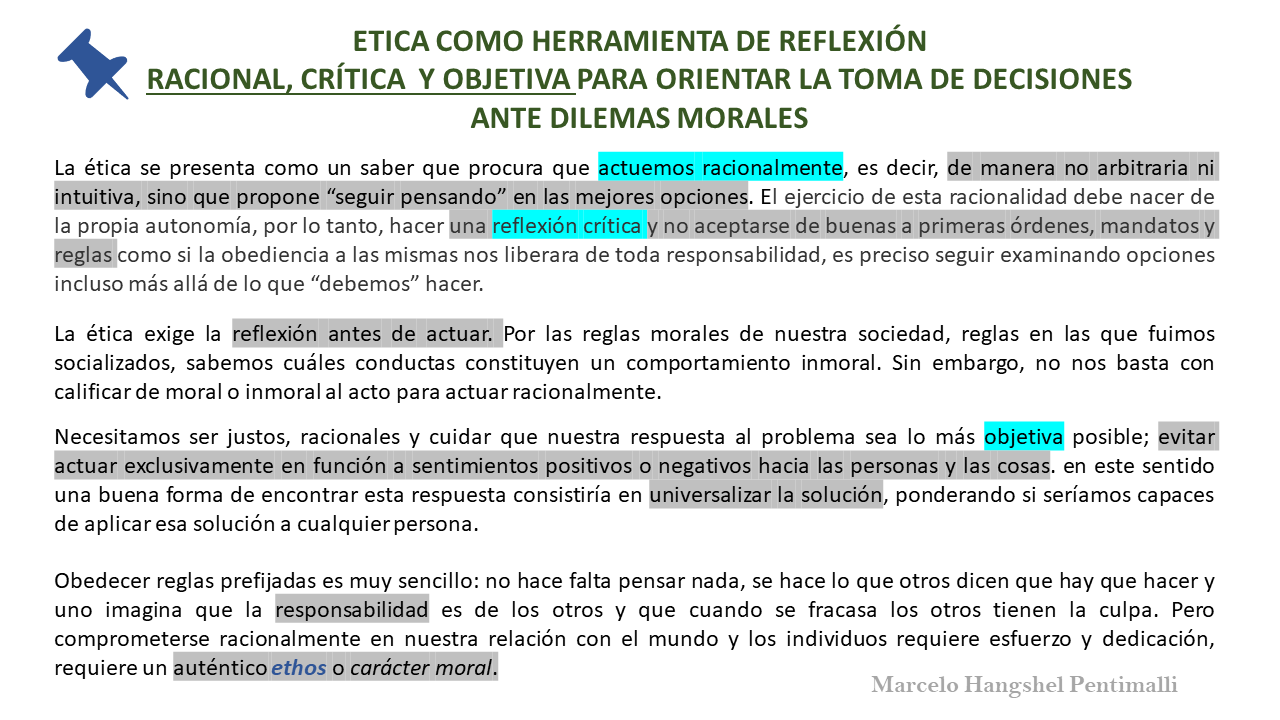 ETICA COMO HERRAMIENTA DE REFLEXIÓN
RACIONAL, CRÍTICA Y OBJETIVA PARA ORIENTAR LA TOMA DE DECISIONES
ANTE DILEMAS MORALES
La ética se presenta como un saber que procura que actuemos racionalmente, es decir, de manera no arbitraria ni
intuitiva, sino que propone “seguir pensando” en las mejores opciones. El ejercicio de esta racionalidad debe nacer de
la propia autonomía, por lo tanto, hacer una reflexión crítica y no aceptarse de buenas a primeras órdenes, mandatos y
reglas como si la obediencia a las mismas nos liberara de toda responsabilidad, es preciso seguir examinando opciones
incluso más allá de lo que “debemos” hacer.
La ética exige la reflexión antes de actuar. Por las reglas morales de nuestra sociedad, reglas en las que fuimos
socializados, sabemos cuáles conductas constituyen un comportamiento inmoral. Sin embargo, no nos basta con
calificar de moral o inmoral al acto para actuar racionalmente.
Necesitamos ser justos, racionales y cuidar que nuestra respuesta al problema sea lo más objetiva posible; evitar
actuar exclusivamente en función a sentimientos positivos o negativos hacia las personas y las cosas. en este sentido
una buena forma de encontrar esta respuesta consistiría en universalizar la solución, ponderando si seríamos capaces
de aplicar esa solución a cualquier persona.
Obedecer reglas prefijadas es muy sencillo: no hace falta pensar nada, se hace lo que otros dicen que hay que hacer y
uno imagina que la responsabilidad es de los otros y que cuando se fracasa los otros tienen la culpa. Pero
comprometerse racionalmente en nuestra relación con el mundo y los individuos requiere esfuerzo y dedicación,
requiere un auténtico ethos o carácter moral.
Marcelo Hangshel Pentimalli